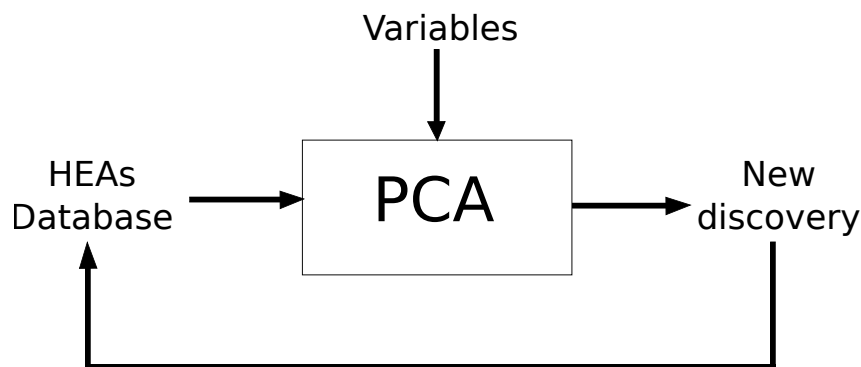 Variables
HEAs
Database
PCA
New
discovery